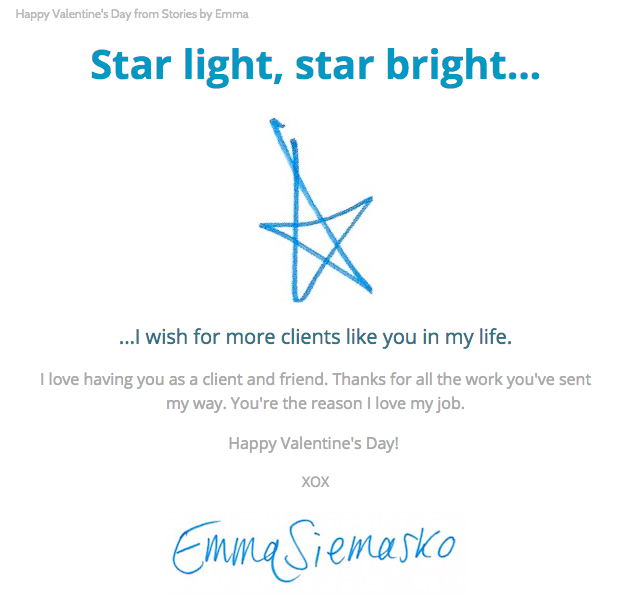 Happy Valentine's Day from Stories by Emma
Star light, star bright...
...I wish for more clients like you in my life.
I love having you as a client and friend. Thanks for all the work you've sent
my way. You're the reason I love my job.
Happy Valentine's Day!
XOX
Emma Siemasko